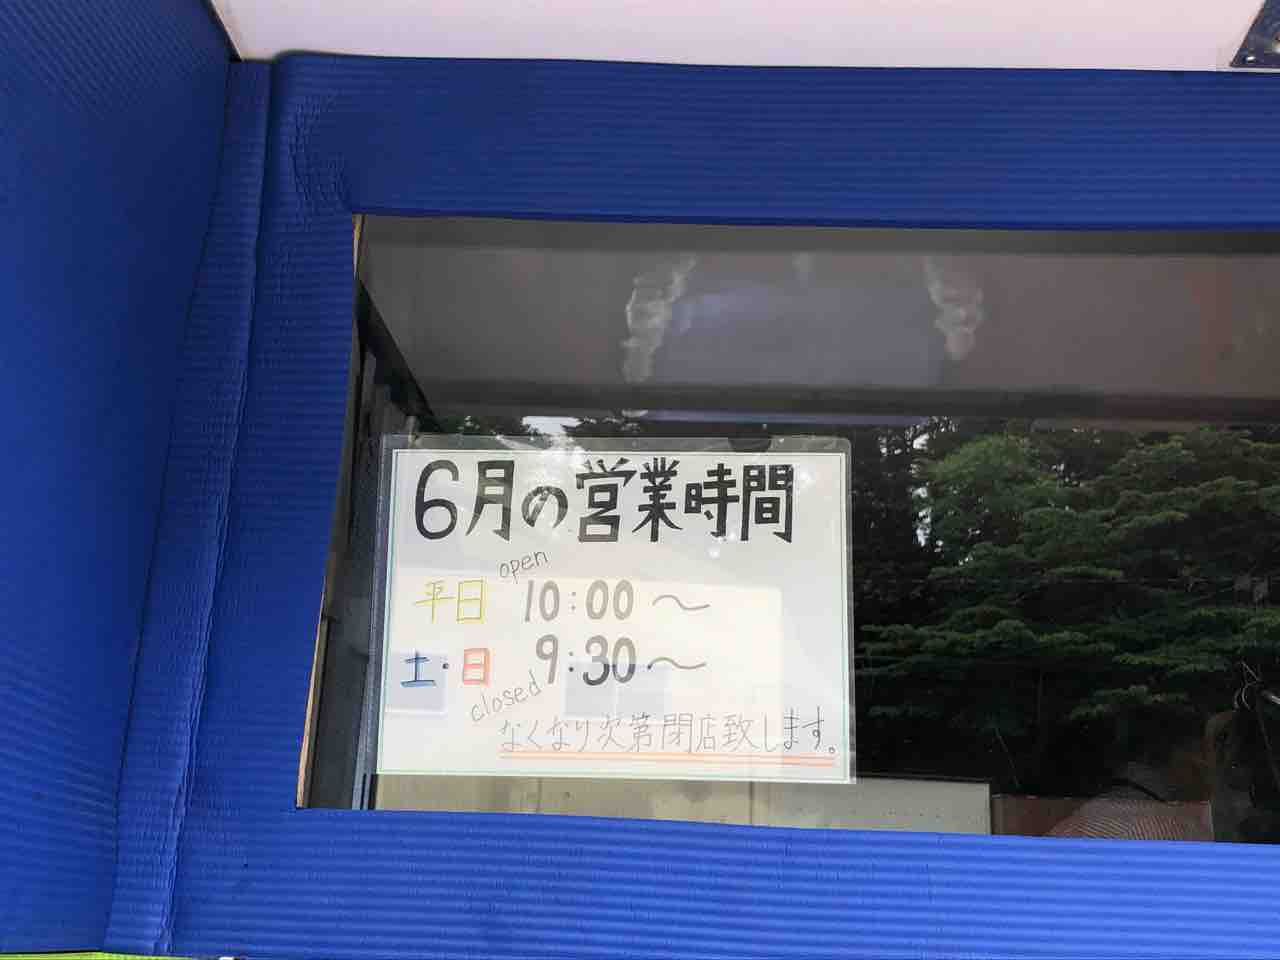 6月の営業時間
open
平日 10:00～
土・日 9:30～
closed
なくなり次第閉店致します。